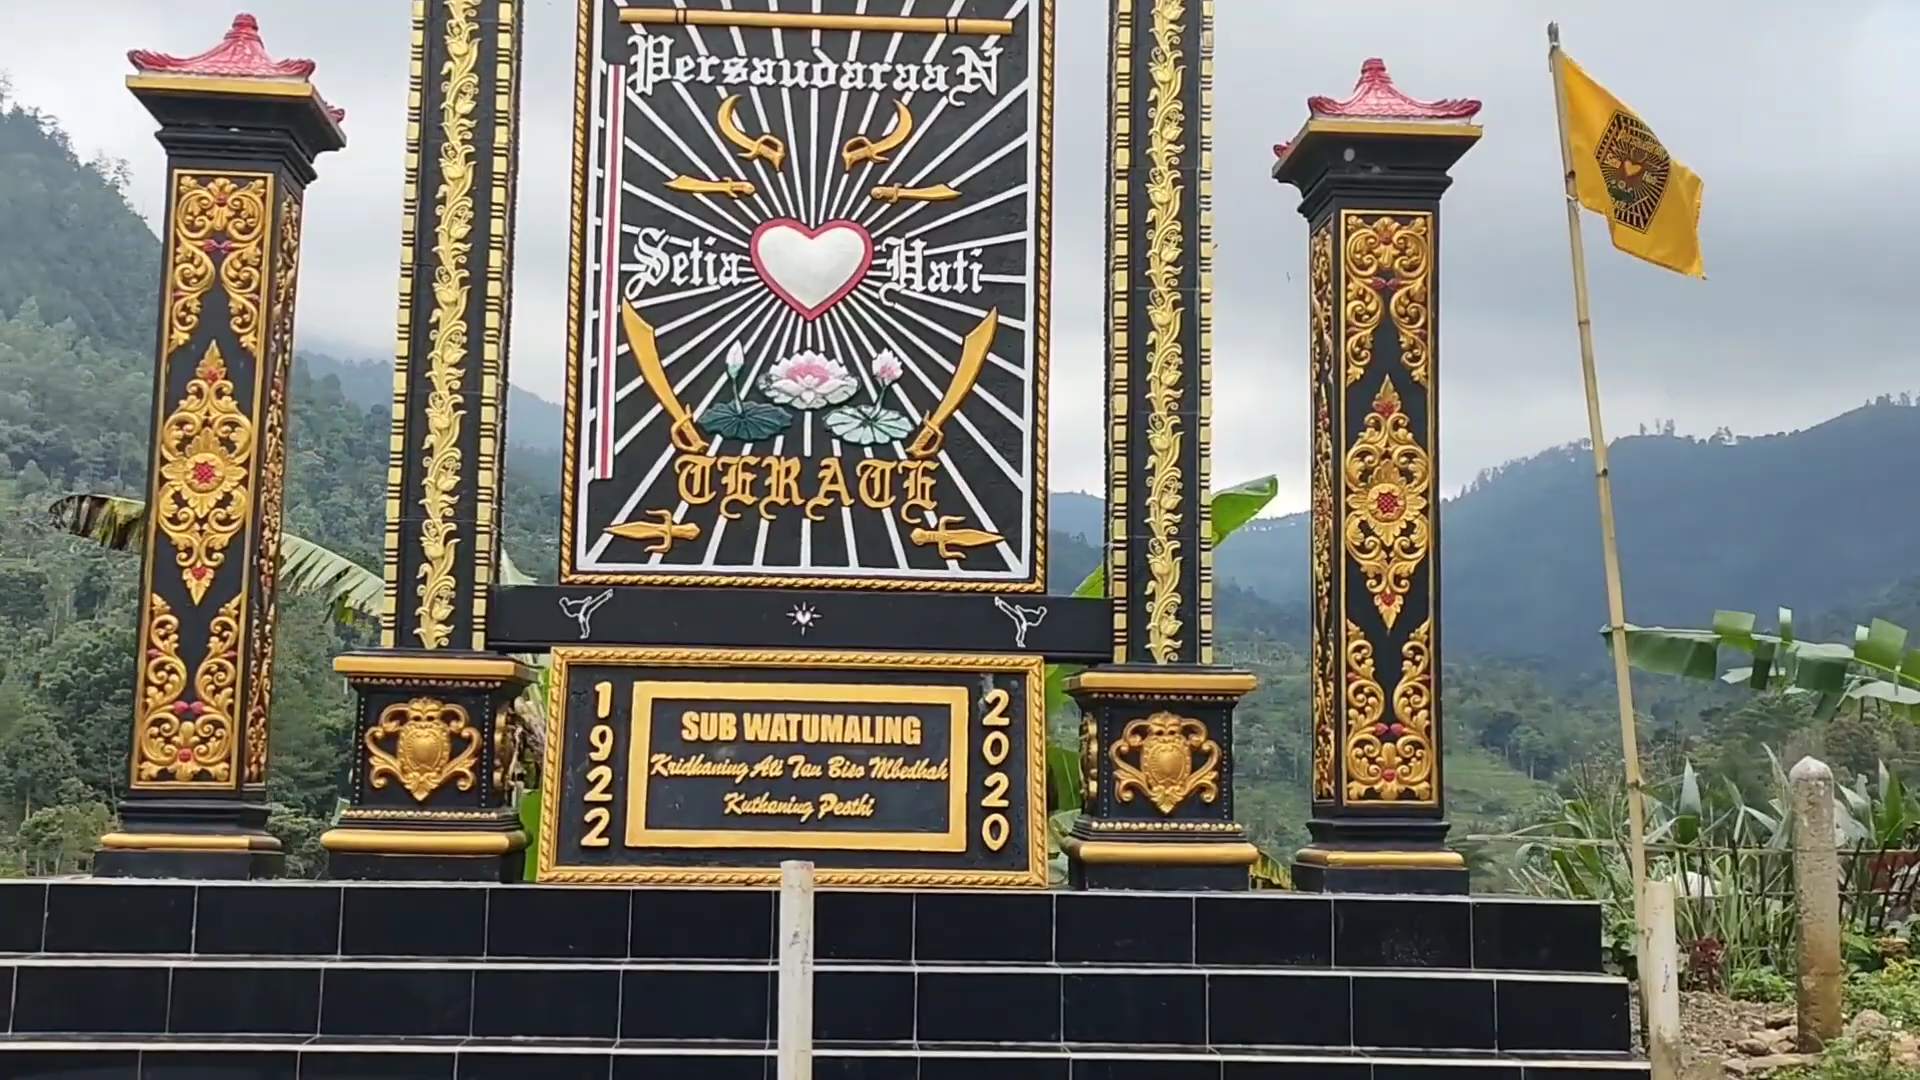 PersaudaraaN
Setia Hati
TERATE
1922
SUB WATUMALING
Kridhaning Ati Tan Biso Mbedhah
Kuthaning Pesthi
2020